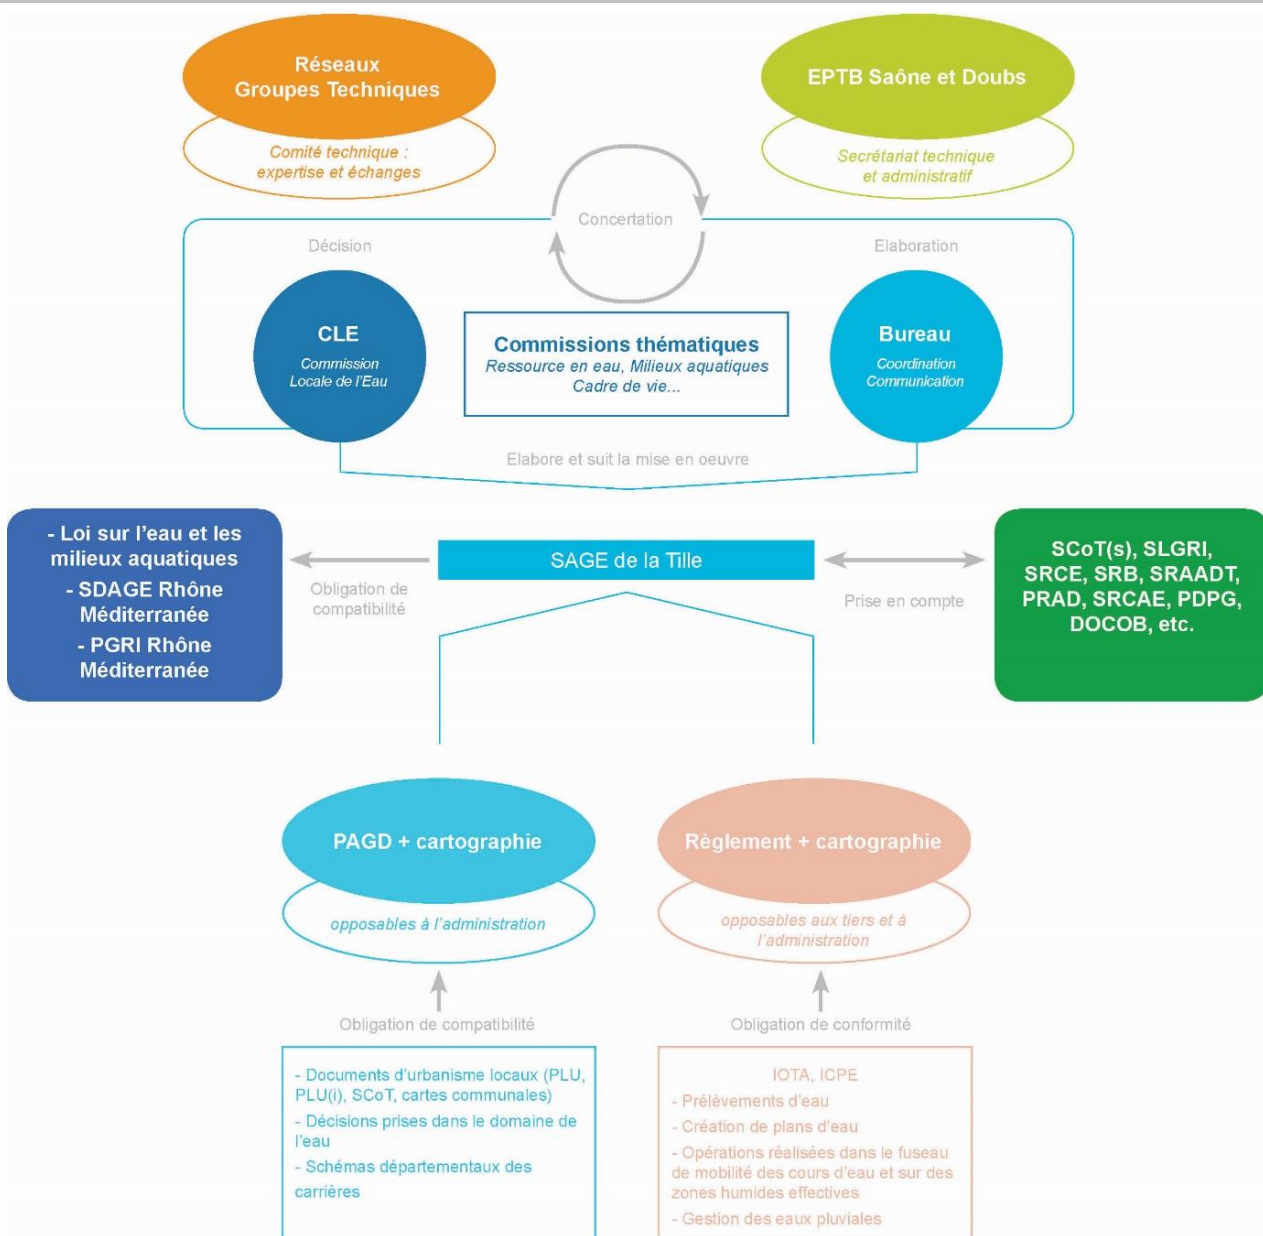 Réseaux
Groupes Techniques
Comité technique :
expertise et échanges
EPTB Saône et Doubs
Secrétariat technique
et administratif
Concertation
Décision
Elaboration
CLE
Commission
Locale de l'Eau
Commissions thématiques
Ressource en eau, Milieux aquatiques
Cadre de vie...
Bureau
Coordination
Communication
Elabore et suit la mise en oeuvre
- Loi sur l'eau et les
milieux aquatiques
- SDAGE Rhône
Méditerranée
- PGRI Rhône
Méditerranée
Obligation de
compatibilité
SAGE de la Tille
Prise en compte
SCoT(s), SLGRI,
SRCE, SRB, SRAADT,
PRAD, SRCAE, PDPG,
DOCOB, etc.
PAGD + cartographie
opposables à l'administration
Obligation de compatibilité
- Documents d'urbanisme locaux (PLU,
PLU(i), SCoT, cartes communales)
- Décisions prises dans le domaine de
l'eau
- Schémas départementaux des
carrières
Règlement + cartographie
opposables aux tiers et à
l'administration
Obligation de conformité
IOTA, ICPE
- Prélèvements d'eau
- Création de plans d'eau
- Opérations réalisées dans le fuseau
de mobilité des cours d'eau et sur des
zones humides effectives
- Gestion des eaux pluviales